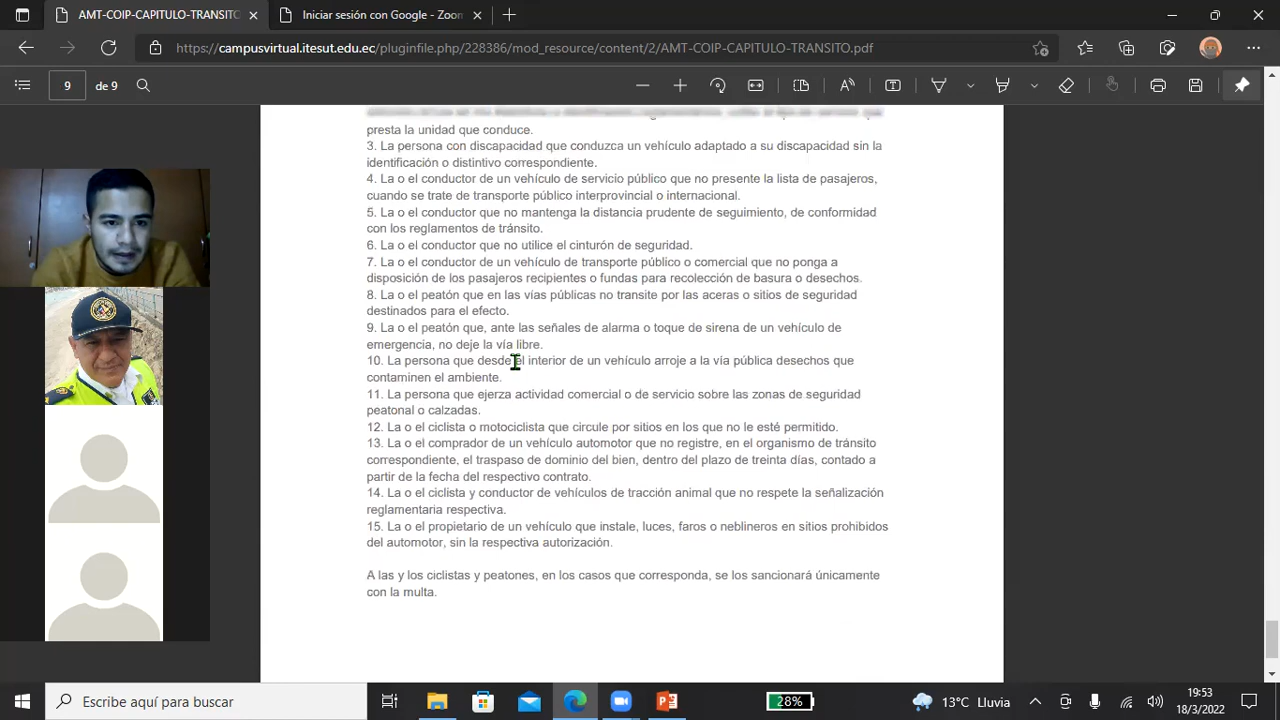 AMT-COIP-CAPITULO-TRANSITO
Iniciar sesión con Google - Zoom
https://campusvirtual.itesut.edu.ec/pluginfile.php/228386/mod_resource/content/2/AMT-COIP-CAPITULO-TRANSITO.pdf
9 de 9
presta la unidad que conduce.
3. La persona con discapacidad que conduzca un vehículo adaptado a su discapacidad sin la
identificación o distintivo correspondiente.
4. La o el conductor de un vehículo de servicio público que no presente la lista de pasajeros,
cuando se trate de transporte público interprovincial o internacional.
5. La o el conductor que no mantenga la distancia prudente de seguimiento, de conformidad
con los reglamentos de tránsito.
6. La o el conductor que no utilice el cinturón de seguridad.
7. La o el conductor de un vehículo de transporte público o comercial que no ponga a
disposición de los pasajeros recipientes o fundas para recolección de basura o desechos.
8. La o el peatón que en las vías públicas no transite por las aceras o sitios de seguridad
destinados para el efecto.
9. La o el peatón que, ante las señales de alarma o toque de sirena de un vehículo de
emergencia, no deje la vía libre.
10. La persona que desde el interior de un vehículo arroje a la vía pública desechos que
contaminen el ambiente.
11. La persona que ejerza actividad comercial o de servicio sobre las zonas de seguridad
peatonal o calzadas.
12. La o el ciclista o motociclista que circule por sitios en los que no le esté permitido.
13. La o el comprador de un vehículo automotor que no registre, en el organismo de tránsito
correspondiente, el traspaso de dominio del bien, dentro del plazo de treinta días, contado a
partir de la fecha del respectivo contrato.
14. La o el ciclista y conductor de vehículos de tracción animal que no respete la señalización
reglamentaria respectiva.
15. La o el propietario de un vehículo que instale, luces, faros o neblineros en sitios prohibidos
del automotor, sin la respectiva autorización.
A las y los ciclistas y peatones, en los casos que corresponda, se los sancionará únicamente
con la multa.
Escribe aquí para buscar
28%
13°C Lluvia
19:53
18/3/2022